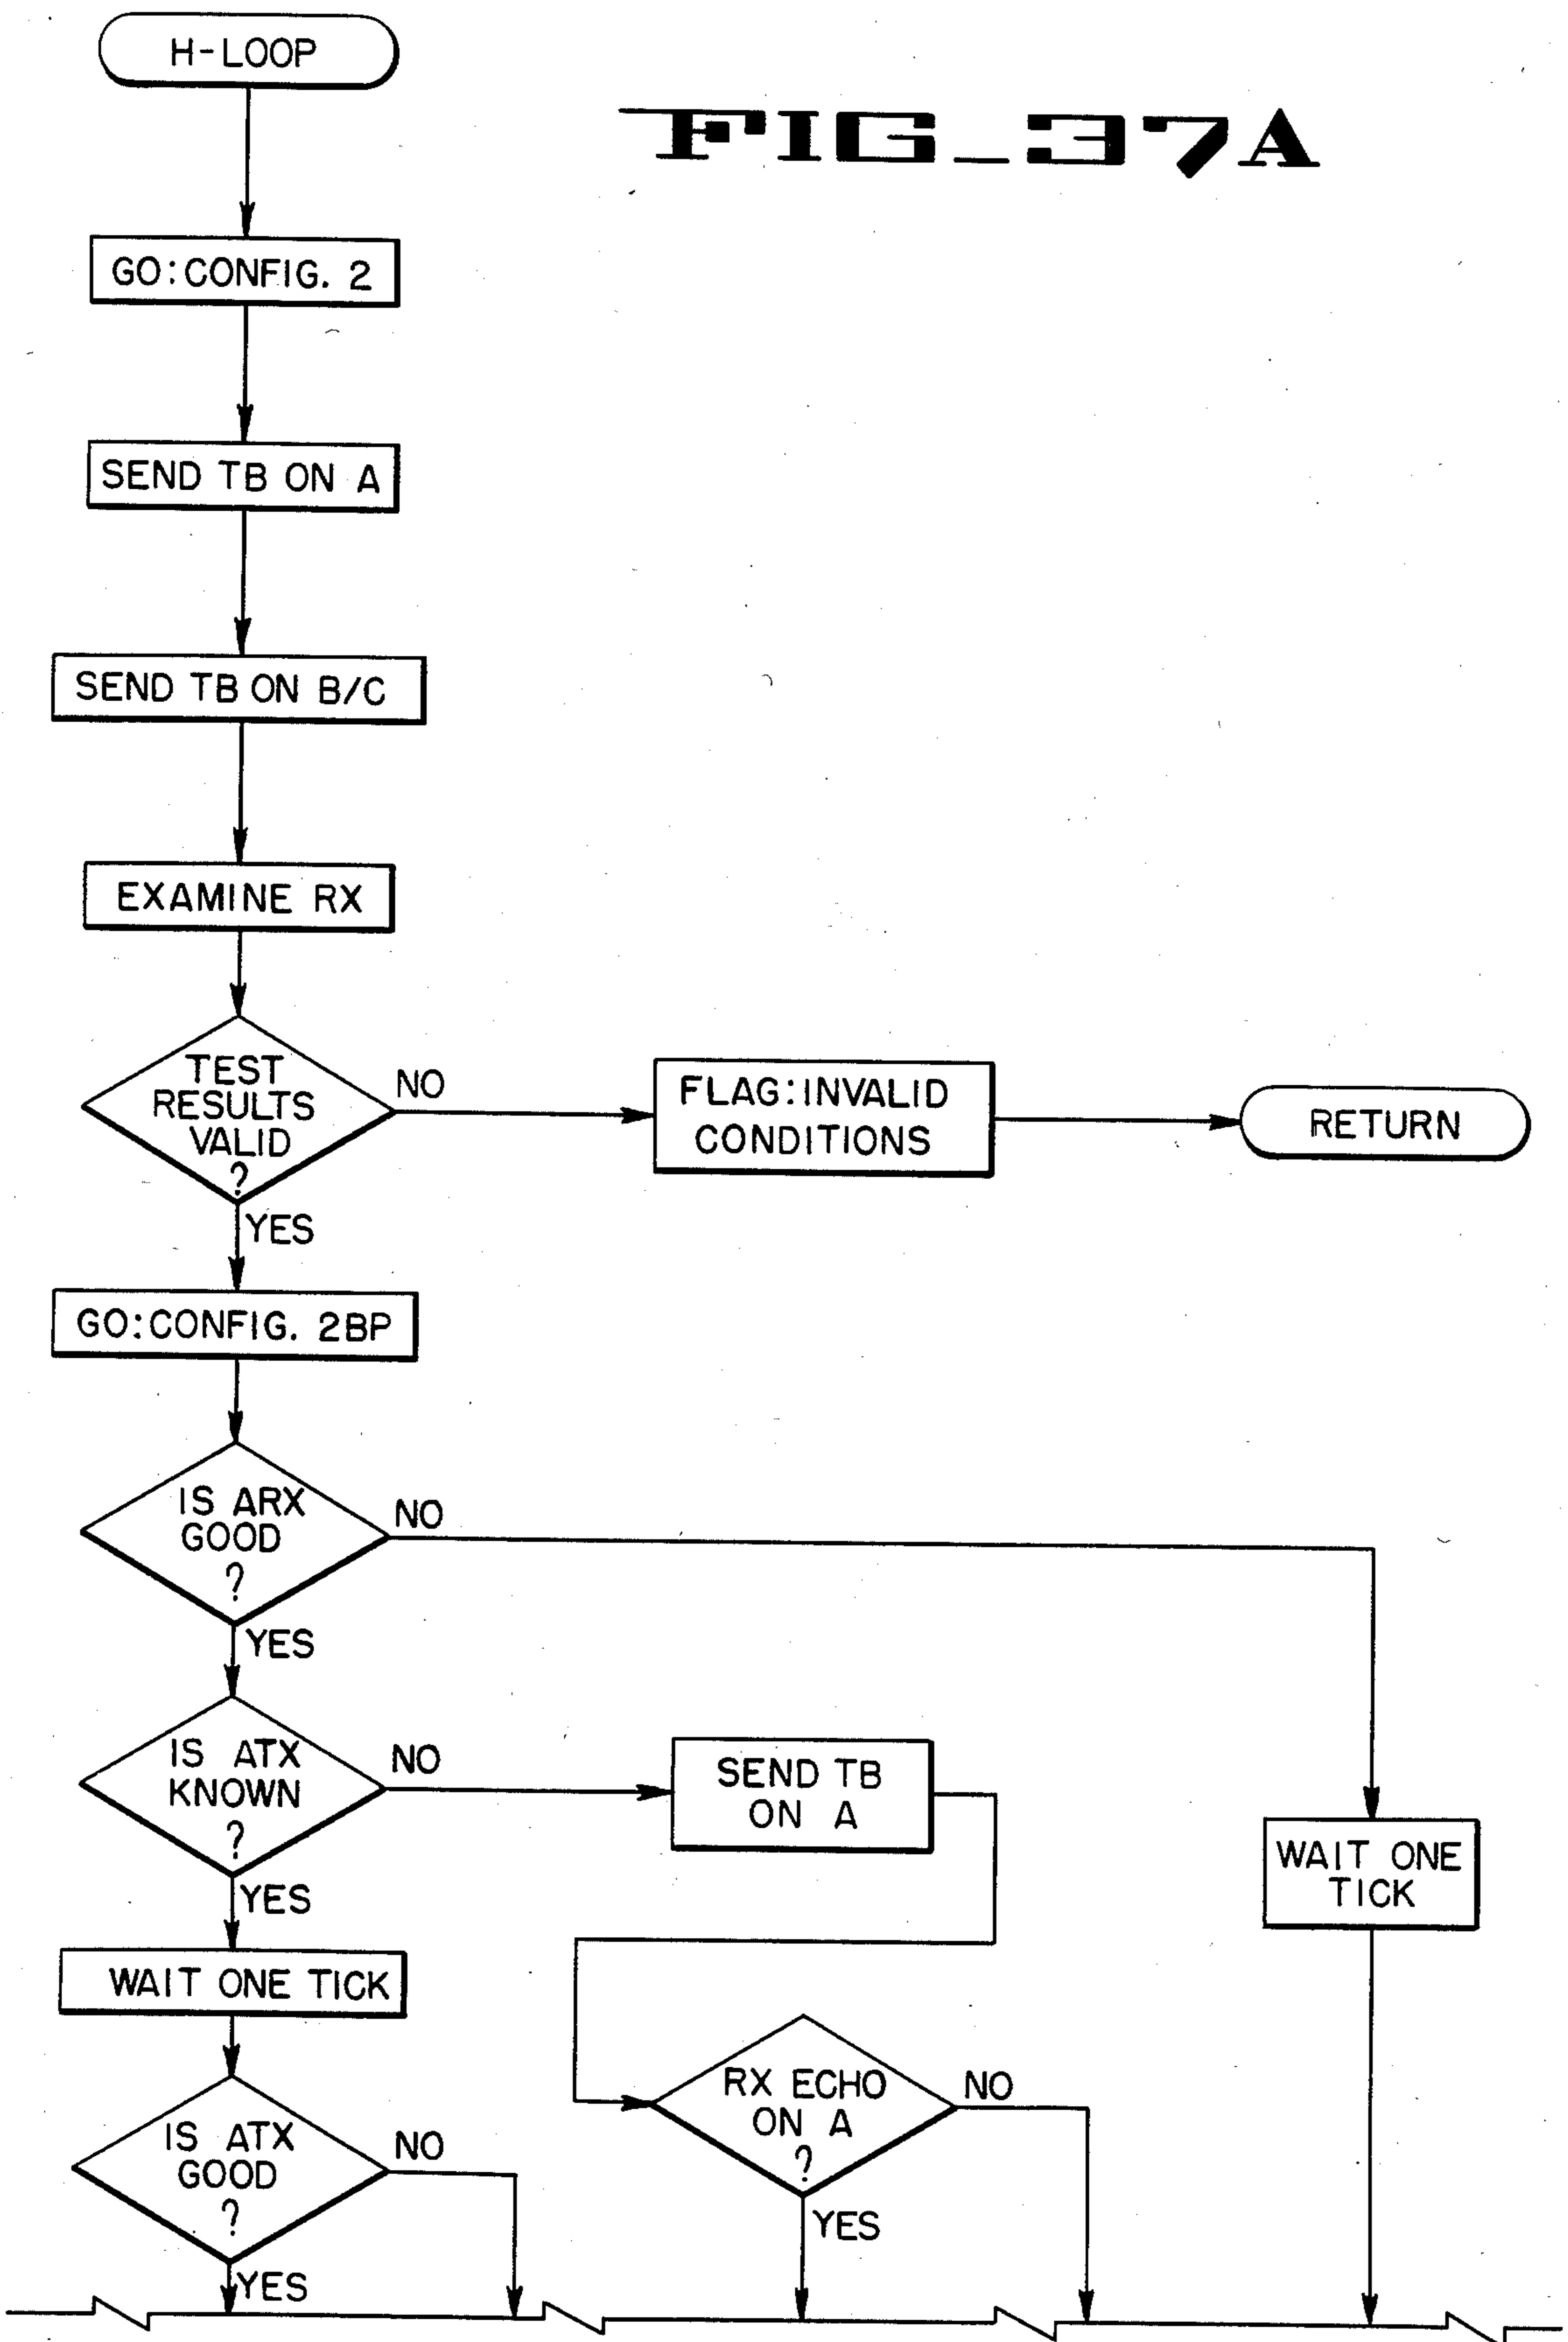 H-LOOP
FIG_37A
GO:CONFIG. 2
SEND TB ON A
SEND TB ON B/C
EXAMINE RX
TEST
RESULTS
VALID
?
NO
FLAG:INVALID
CONDITIONS
RETURN
YES
GO:CONFIG. 2BP
IS ARX
GOOD
?
NO
YES
IS ATX
KNOWN
?
NO
SEND TB
ON A
WAIT ONE
TICK
YES
WAIT ONE TICK
IS ATX
GOOD
?
NO
YES
RX ECHO
ON A
?
NO
YES